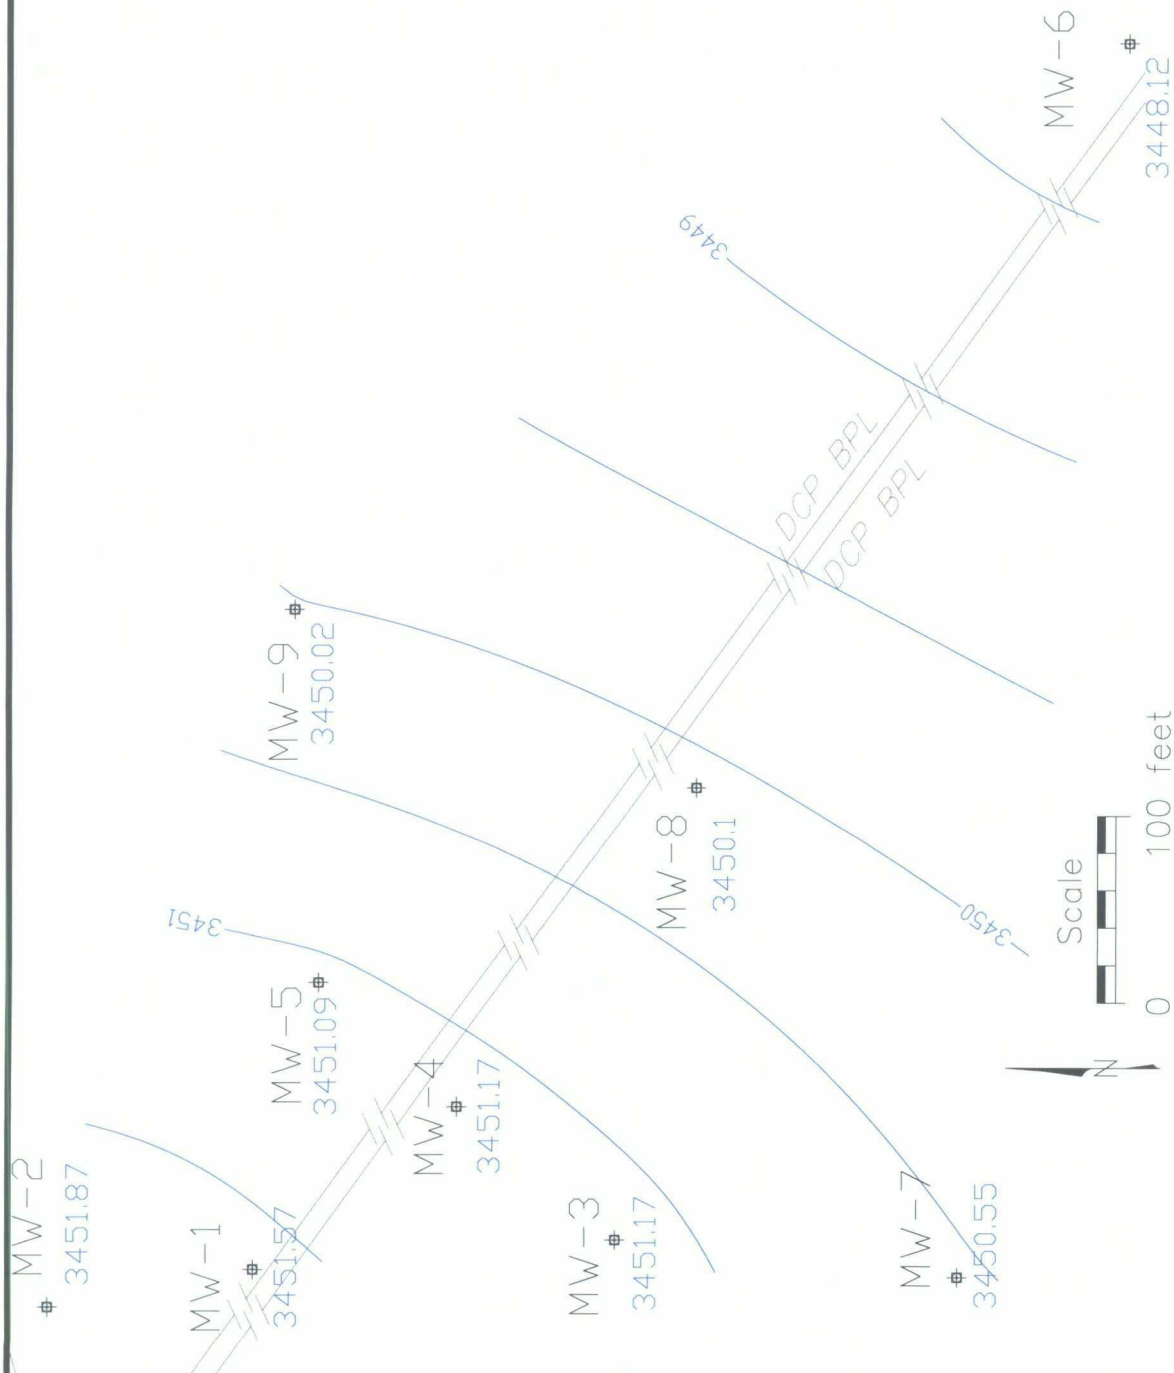 MW-2
3451.87
MW-1
3451.57
MW-5
3451.09
MW-4
3451.17
MW-3
3451.17
MW-7
3450.55
MW-9
3450.02
MW-8
3450.1
MW-6
3448.12
3451
3450
3449
DCP BPL
DCP BPL
Scale
0
100 feet
N